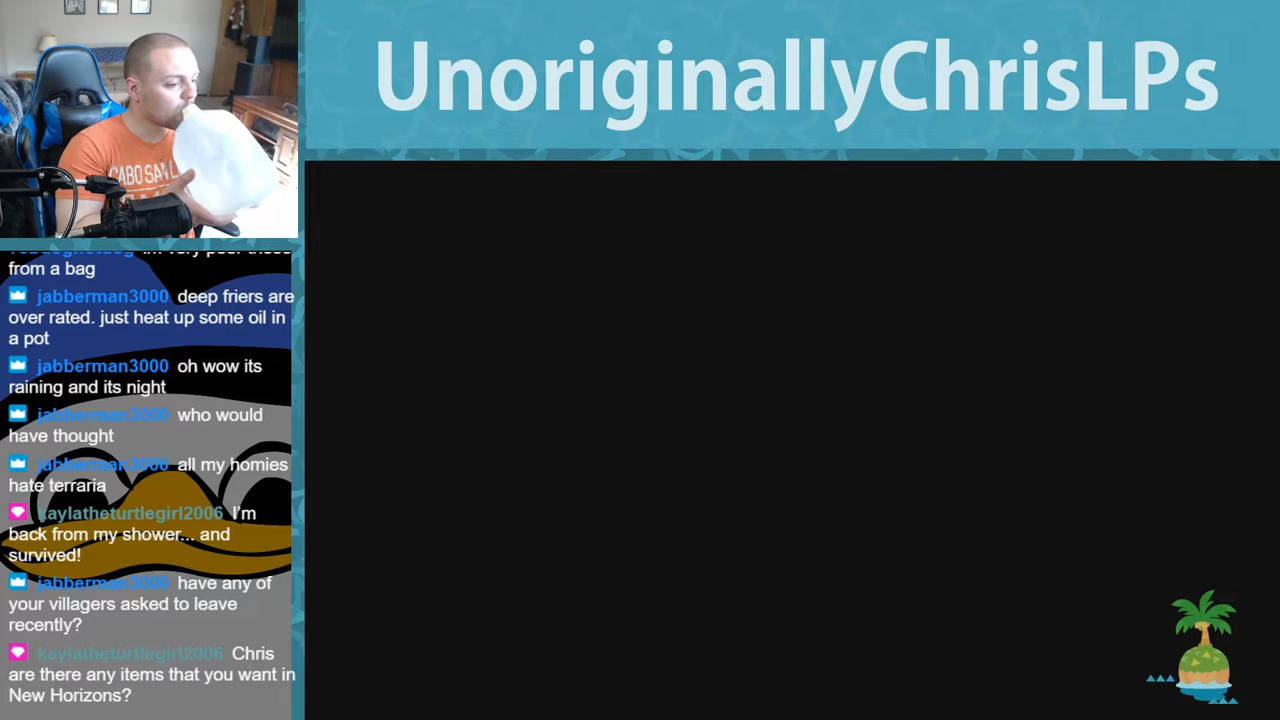 UnoriginallyChrisLPs
CABO SAN L
from a bag
jabberman3000 deep friers are
over rated. just heat up some oil in
a pot
jabberman3000 oh wow its
raining and its night
jabberman3000 who would
have thought
jabberman3000 all my homies
hate terraria
kaylatheturtlegirl2006 I'm
back from my shower... and
survived!
jabberman3000 have any of
your villagers asked to leave
recently?
kaylatheturtlegirl2006 Chris
are there any items that you want in
New Horizons?